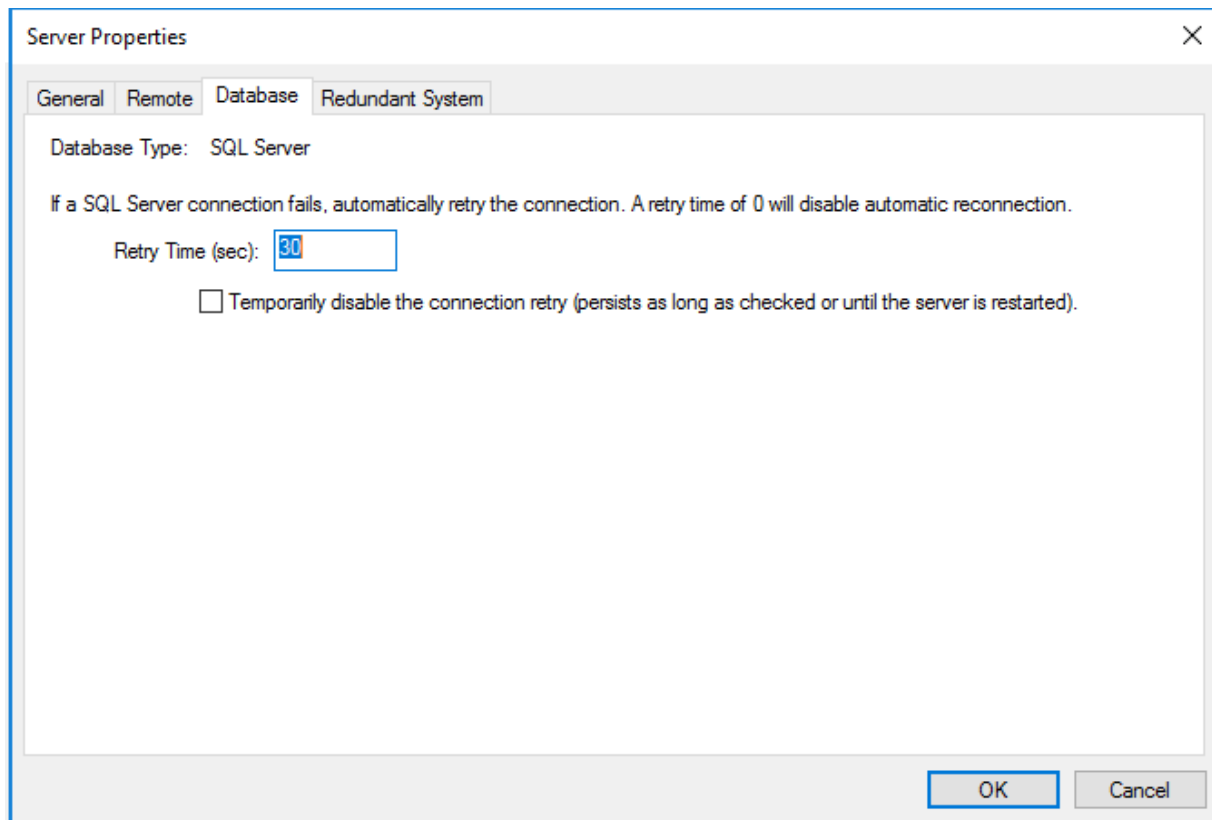 Server Properties
General Remote Database Redundant System
Database Type: SQL Server
If a SQL Server connection fails, automatically retry the connection. A retry time of 0 will disable automatic reconnection.
Retry Time (sec): 30
Temporarily disable the connection retry (persists as long as checked or until the server is restarted).
OK Cancel